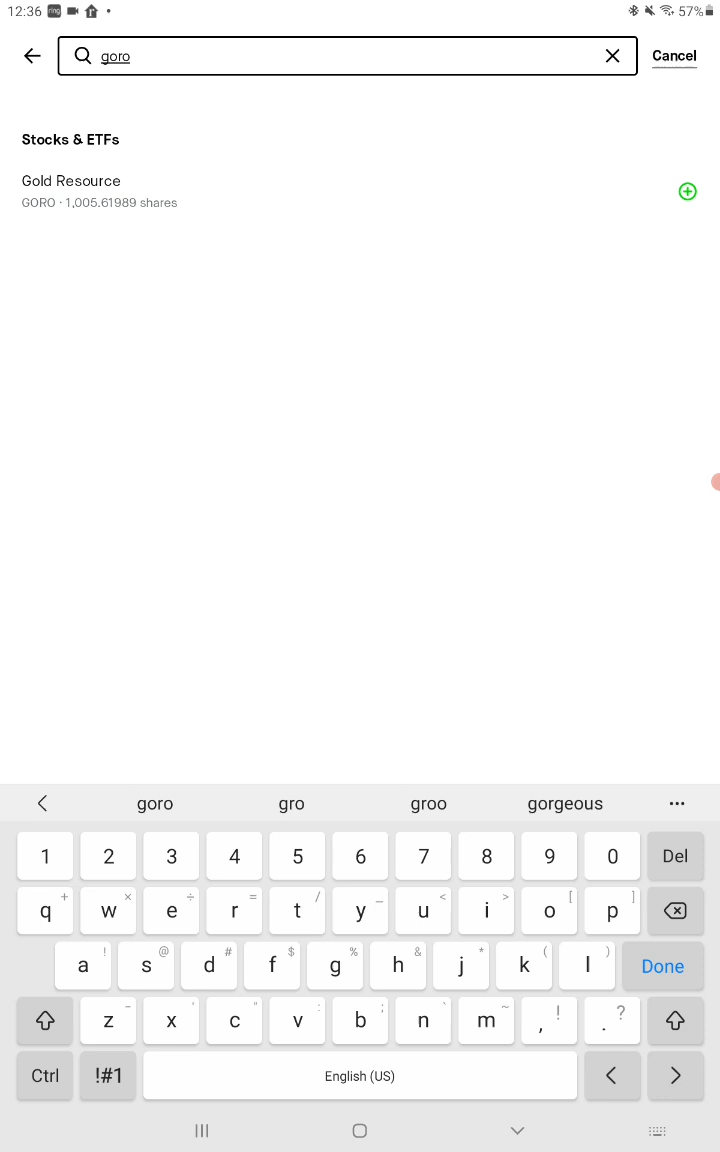 12:36 ring 57%
goro Cancel
Stocks & ETFs
Gold Resource
GORO · 1,005.61989 shares
goro gro groo gorgeous ...
1 2 3 4 5 6 7 8 9 0 Del
+ × ÷ = / _ < > [ ]
q w e r t y u i o p
! @ # $ % & * ( )
a s d f g h j k l Done
- ' " : ; ~ ! ?
z x c v b n m , .
Ctrl !#1 English (US) < >